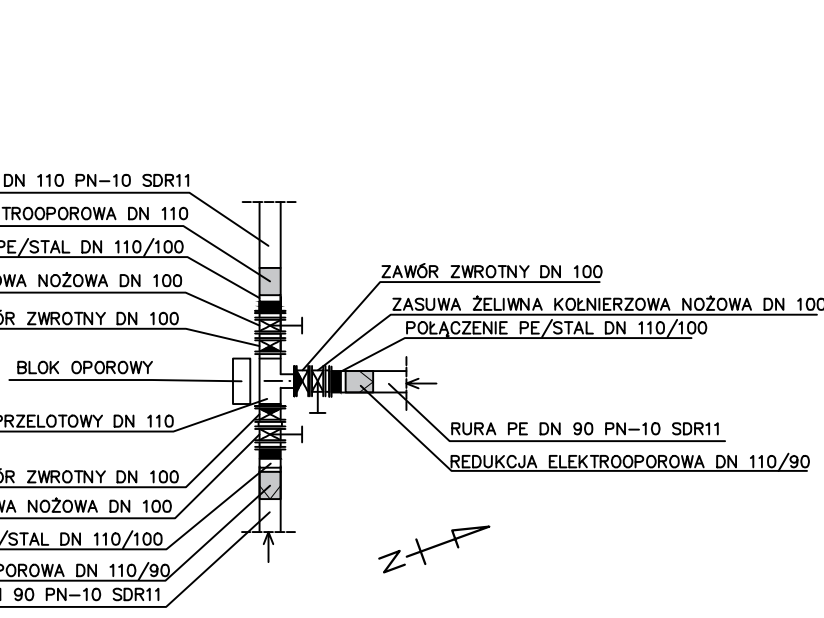 DN 110 PN-10 SDR11
TROOPOROWA DN 110
PE/STAL DN 110/100
OWA NOŻOWA DN 100
ÓR ZWROTNY DN 100
BLOK OPOROWY
PRZELOTOWY DN 110
ÓR ZWROTNY DN 100
WA NOŻOWA DN 100
/STAL DN 110/100
POROWA DN 110/90
90 PN-10 SDR11
ZAWÓR ZWROTNY DN 100
ZASUWA ŻELIWNA KOŁNIERZOWA NOŻOWA DN 100
POŁĄCZENIE PE/STAL DN 110/100
RURA PE DN 90 PN-10 SDR11
REDUKCJA ELEKTROOPOROWA DN 110/90
N